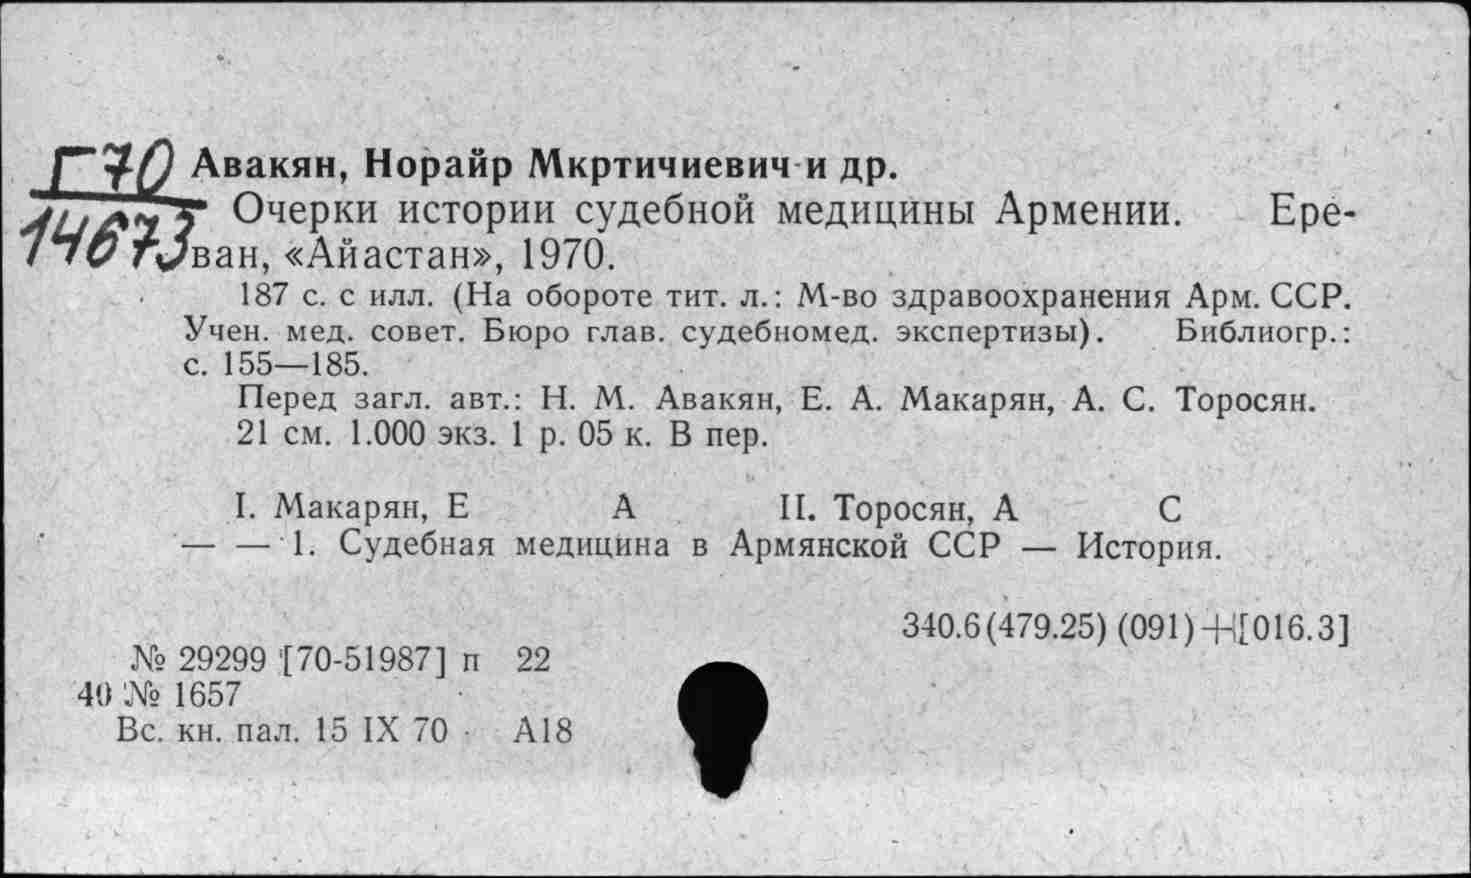 Г70 Авакян, Норайр Мкртичиевич и др.
14673 Очерки истории судебной медицины Армении. Ере-
ван, «Айастан», 1970.
187 с. с илл. (На обороте тит. л.: М-во здравоохранения Арм. ССР.
Учен. мед. совет. Бюро глав. судебномед. экспертизы). Библиогр.:
с. 155—185.
Перед загл. авт.: Н. М. Авакян, Е. А. Макарян, А. С. Торосян.
21 см. 1.000 экз. 1 р. 05 к. В пер.
I. Макарян, Е А II. Торосян, А С
— — 1. Судебная медицина в Армянской ССР — История.
340.6(479.25) (091)+[016.3]
№ 29299 [70-51987] п 22
40 № 1657
Вс. кн. пал. 15 IX 70 А18